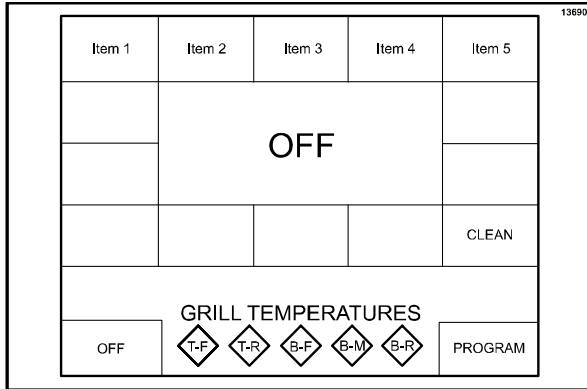 13690
Item 1 Item 2 Item 3 Item 4 Item 5
OFF
CLEAN
GRILL TEMPERATURES
OFF T-F T-R B-F B-M B-R PROGRAM